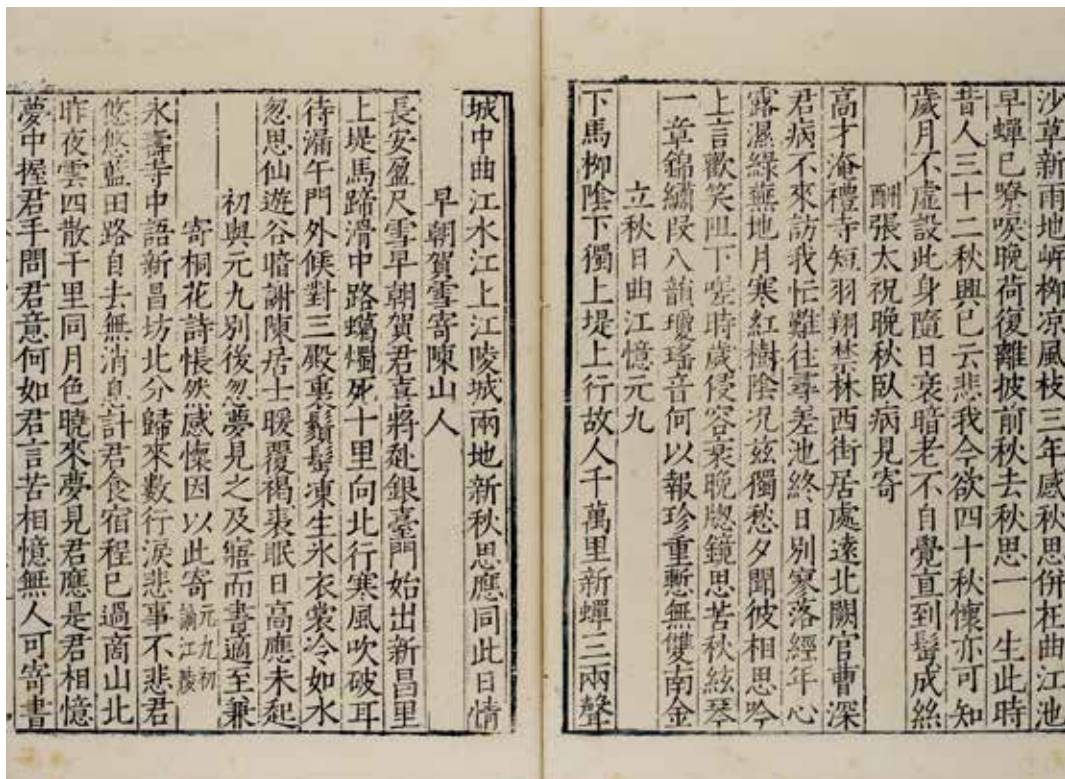 沙草新雨地岸柳凉風枝三年感秋思併在曲江池
早蟬已嘹唳晚荷復離披前秋去秋思一一生此時
昔人三十二秋興已云悲我今欲四十秋懷亦可知
歲月不虛設此身隨日衰暗老不自覺直到鬢成絲
酬張太祝晚秋臥病見寄
高才淹禮寺短羽翔禁林西街居處遠北闕官曹深
君病不來訪我忙難往尋差池終日別寥落經年心
露濕綠蕪地月寒紅樹陰況茲獨愁夕聞彼相思吟
上言歡笑阻下嗟時歲侵容衰晚牎鏡思苦秋絃琴
一章錦繡段八韻瓊瑤音何以報珍重慙無雙南金
立秋日曲江憶元九
下馬柳陰下獨上堤上行故人千萬里新蟬三兩聲
城中曲江水江上江陵城兩地新秋思應同此日情
早朝賀雪寄陳山人
長安盈尺雪早朝賀君喜將赴銀臺門始出新昌里
上堤馬蹄滑中路蠟燭死十里向北行寒風吹破耳
待漏午門外候對三殿裏鬚鬢凍生氷衣裳冷如水
忽思仙遊谷暗謝陳居士暖覆褐裘眠日高應未起
初與元九別後忽夢見之及寤而書適至兼
寄桐花詩悵然感懷因以此寄 元九初謫江陵
永壽寺中語新昌坊北分歸來數行淚悲事不悲君
悠悠藍田路自去無消息計君食宿程已過商山北
昨夜雲四散千里同月色曉來夢見君應是君相憶
夢中握君手問君意何如君言苦相憶無人可寄書